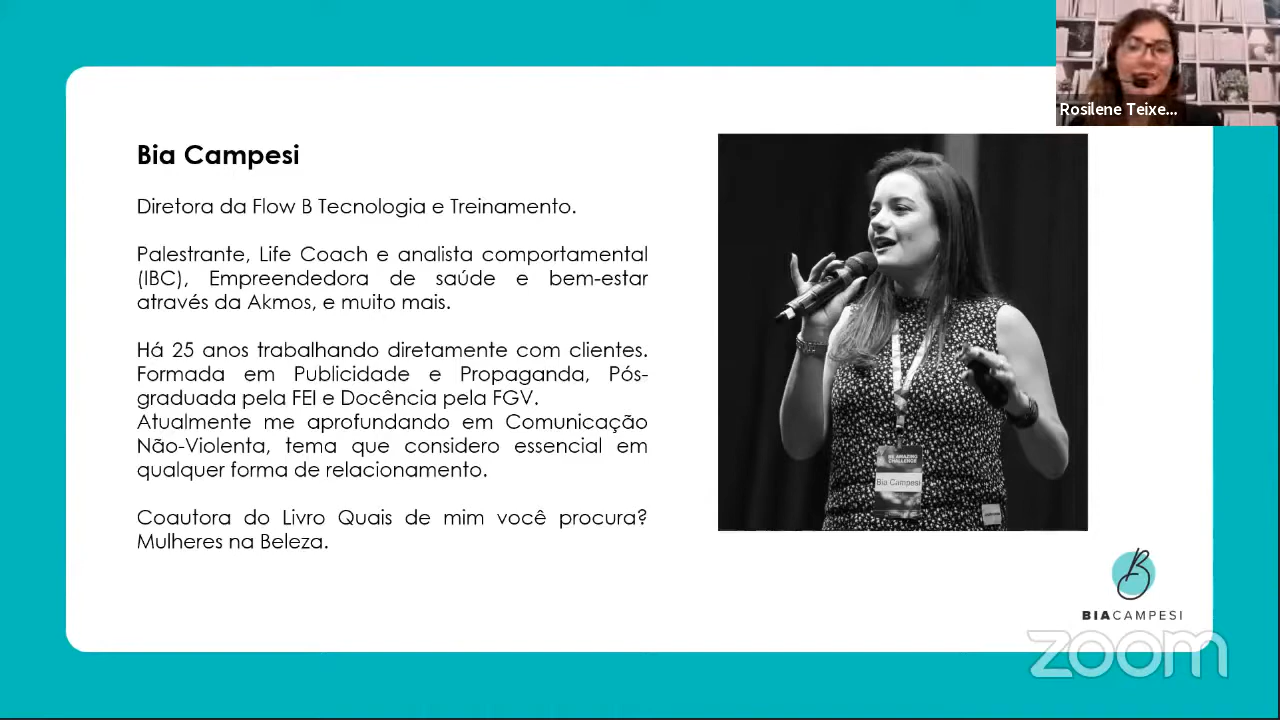 Rosilene Teixe...
Bia Campesi
Diretora da Flow B Tecnologia e Treinamento.
Palestrante, Life Coach e analista comportamental
(IBC), Empreendedora de saúde e bem-estar
através da Akmos, e muito mais.
Há 25 anos trabalhando diretamente com clientes.
Formada em Publicidade e Propaganda, Pós-
graduada pela FEI e Docência pela FGV.
Atualmente me aprofundando em Comunicação
Não-Violenta, tema que considero essencial em
qualquer forma de relacionamento.
Coautora do Livro Quais de mim você procura?
Mulheres na Beleza.
BE AMAZING
CHALLENGE
Bia Campesi
B
BIACAMPESI
zoom